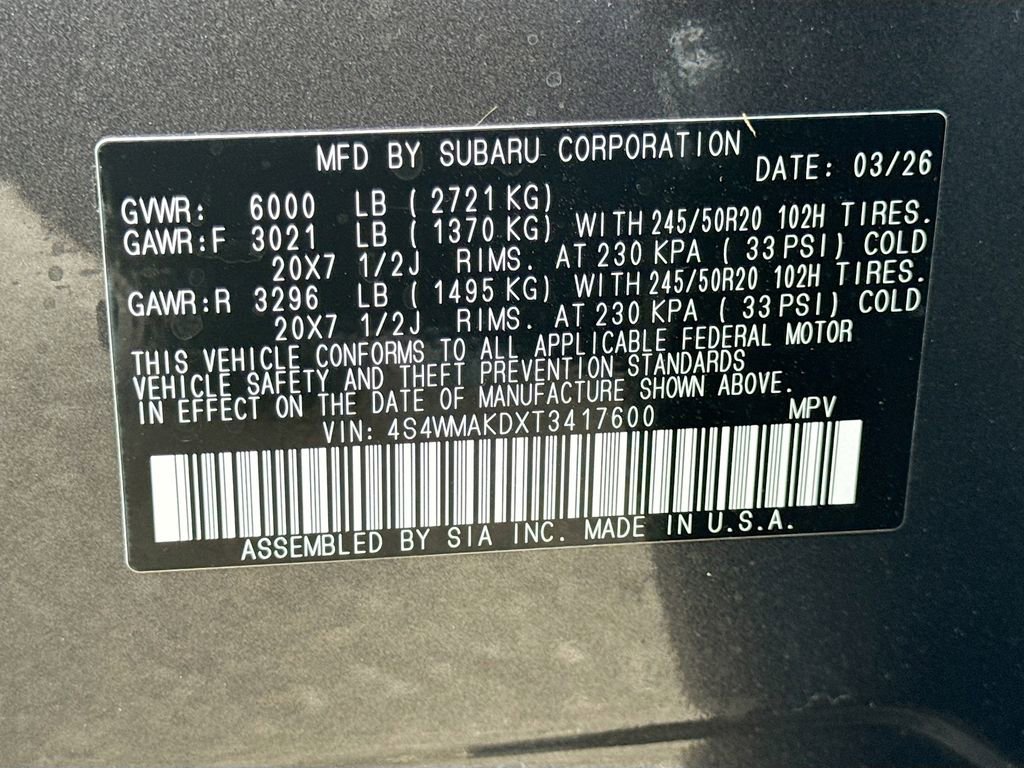 MFD BY SUBARU CORPORATION DATE: 03/26
GVWR: 6000 LB ( 2721 KG)
GAWR:F 3021 LB ( 1370 KG) WITH 245/50R20 102H TIRES.
20X7 1/2J RIMS. AT 230 KPA ( 33 PSI) COLD
GAWR:R 3296 LB ( 1495 KG) WITH 245/50R20 102H TIRES.
20X7 1/2J RIMS. AT 230 KPA ( 33 PSI) COLD
THIS VEHICLE CONFORMS TO ALL APPLICABLE FEDERAL MOTOR
VEHICLE SAFETY AND THEFT PREVENTION STANDARDS
IN EFFECT ON THE DATE OF MANUFACTURE SHOWN ABOVE.
VIN: 4S4WMAKDXT3417600 MPV
ASSEMBLED BY SIA INC. MADE IN U.S.A.